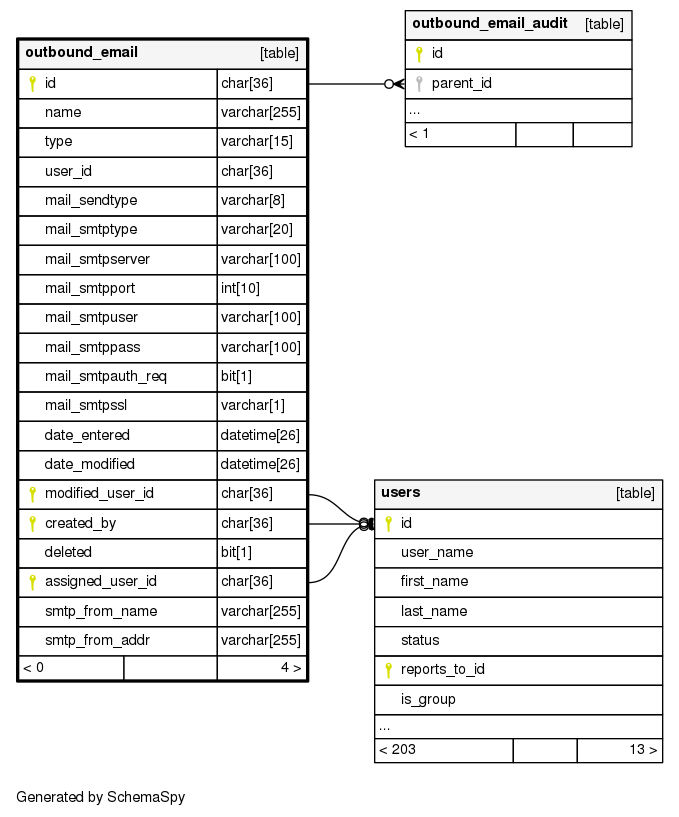 outbound_email [table]
id char[36]
name varchar[255]
type varchar[15]
user_id char[36]
mail_sendtype varchar[8]
mail_smtptype varchar[20]
mail_smtpserver varchar[100]
mail_smtpport int[10]
mail_smtpuser varchar[100]
mail_smtppass varchar[100]
mail_smtpauth_req bit[1]
mail_smtpssl varchar[1]
date_entered datetime[26]
date_modified datetime[26]
modified_user_id char[36]
created_by char[36]
deleted bit[1]
assigned_user_id char[36]
smtp_from_name varchar[255]
smtp_from_addr varchar[255]
< 0 4 >
outbound_email_audit [table]
id
parent_id
...
< 1
users [table]
id
user_name
first_name
last_name
status
reports_to_id
is_group
...
< 203 13 >
Generated by SchemaSpy